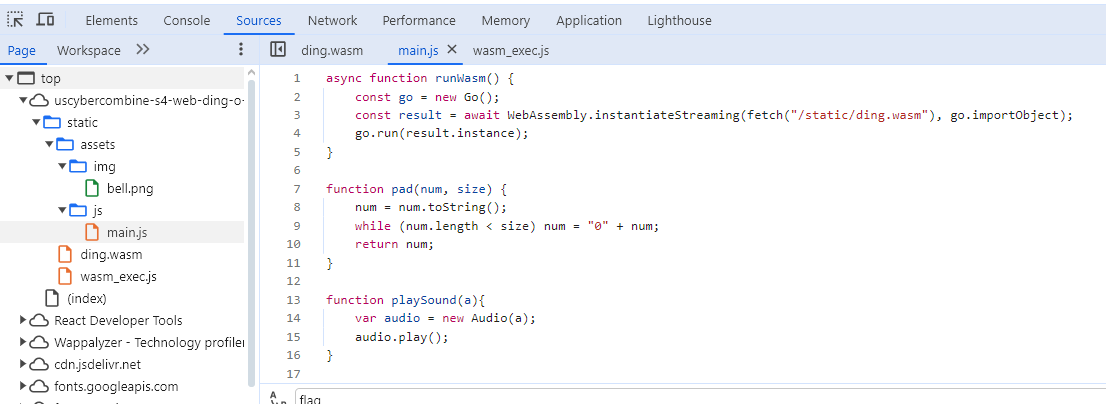 Elements Console Sources Network Performance Memory Application Lighthouse
Page Workspace
ding.wasm main.js wasm_exec.js
top
uscybercombine-s4-web-ding-o-
static
assets
img
bell.png
js
main.js
ding.wasm
wasm_exec.js
(index)
React Developer Tools
Wappalyzer - Technology profiler
cdn.jsdelivr.net
fonts.googleapis.com
1 async function runWasm() {
2 const go = new Go();
3 const result = await WebAssembly.instantiateStreaming(fetch("/static/ding.wasm"), go.importObject);
4 go.run(result.instance);
5 }
6
7 function pad(num, size) {
8 num = num.toString();
9 while (num.length < size) num = "0" + num;
10 return num;
11 }
12
13 function playSound(a){
14 var audio = new Audio(a);
15 audio.play();
16 }
17
flag